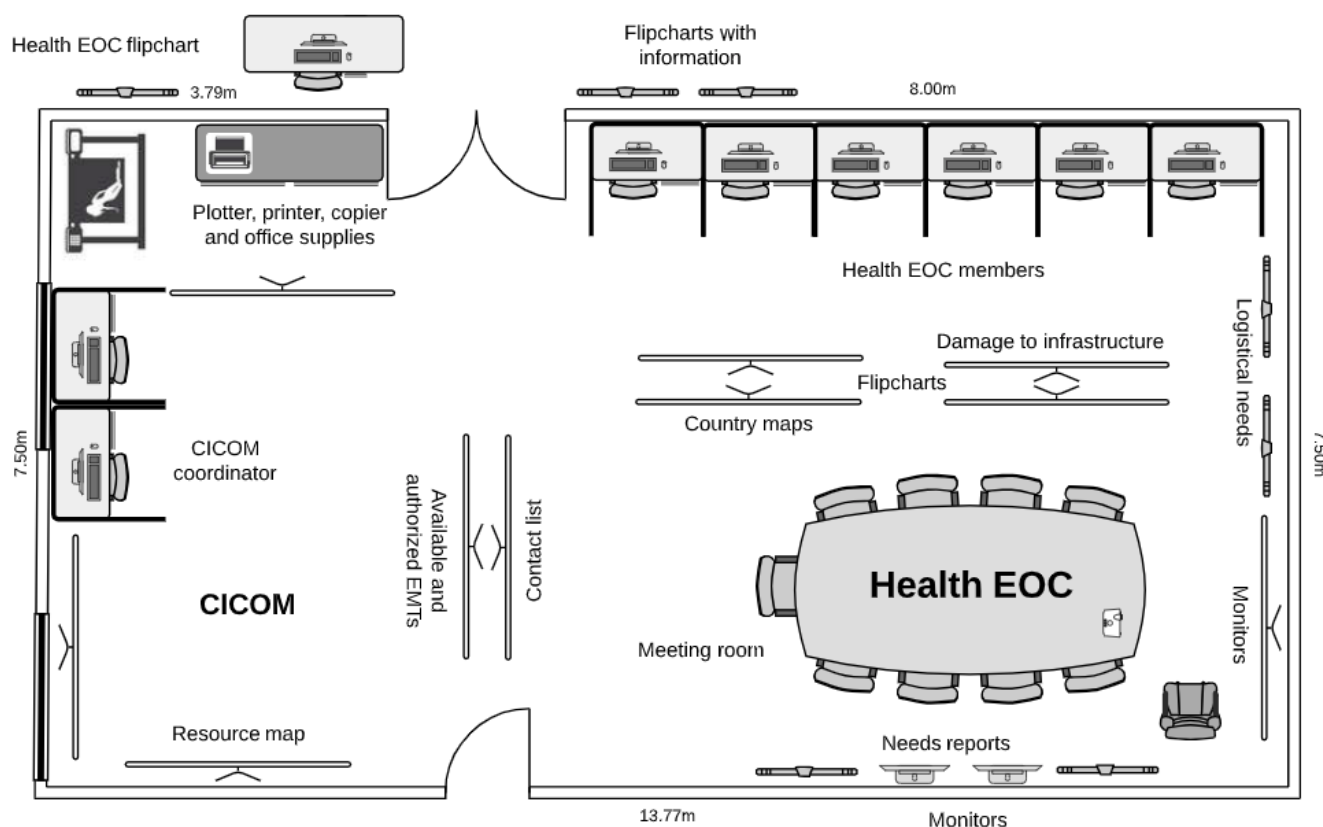 Health EOC flipchart
Flipcharts with
information
3.79m
8.00m
Plotter, printer, copier
and office supplies
Health EOC members
Logistical needs
Damage to infrastructure
Flipcharts
Country maps
7.50m
7.50m
CICOM
coordinator
Available and
authorized EMTs
Contact list
CICOM
Health EOC
Monitors
Meeting room
Resource map
Needs reports
13.77m
Monitors